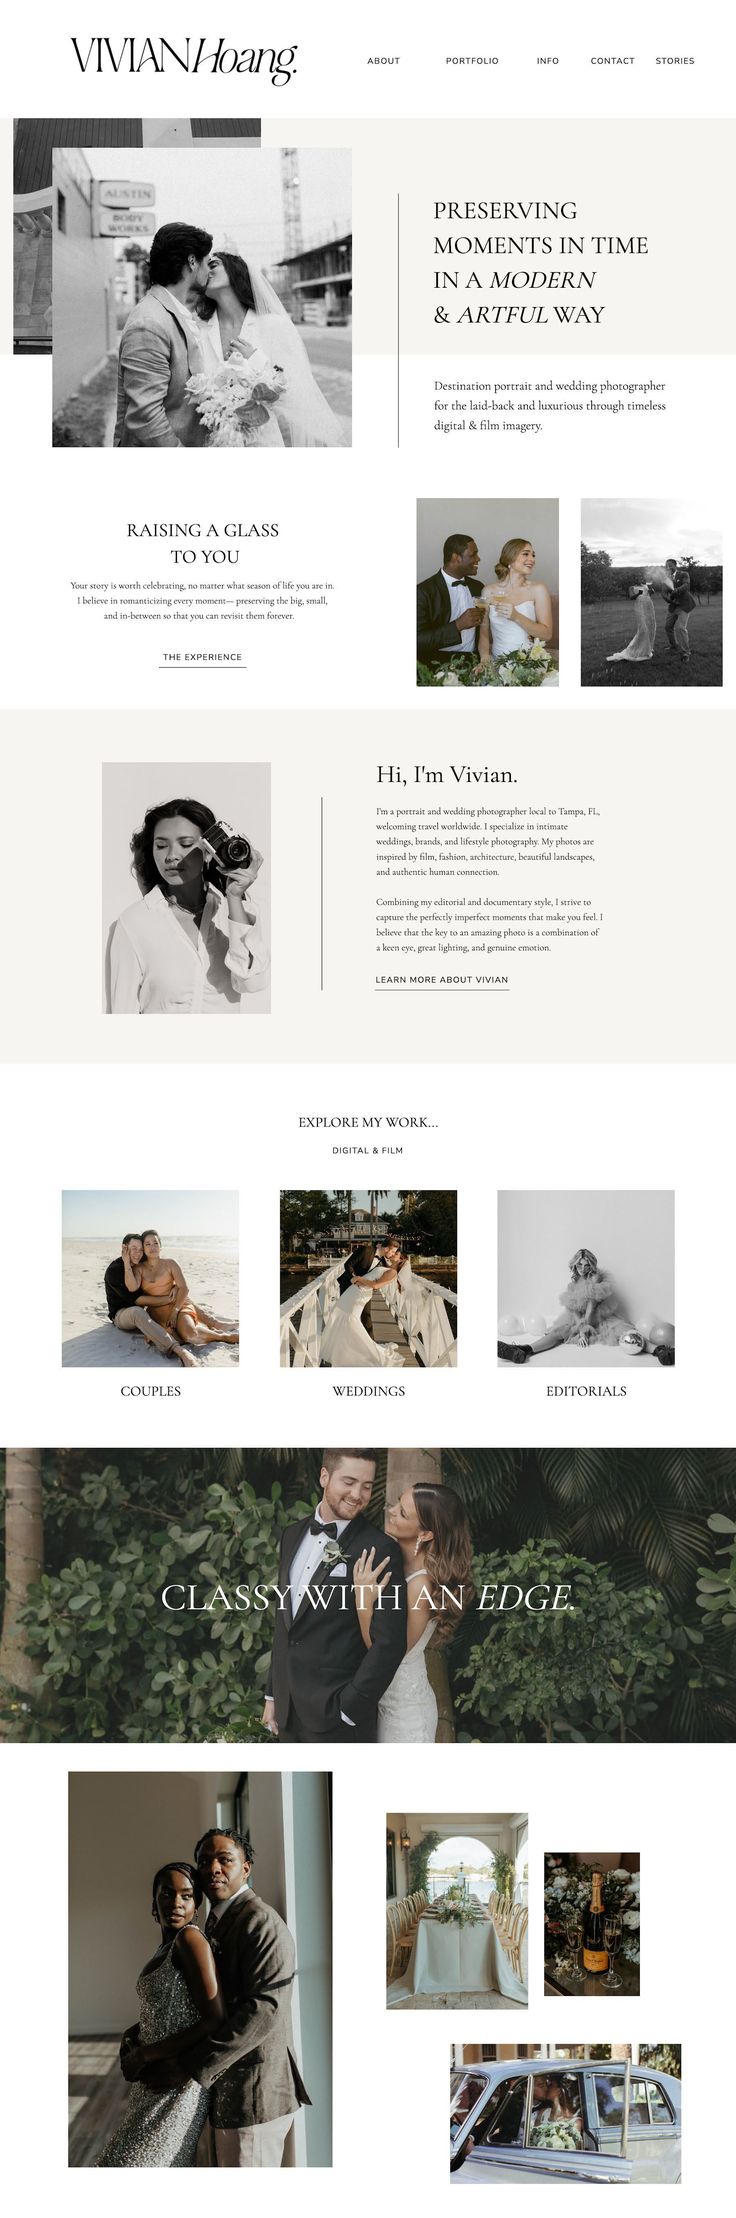 VIVIAN Hoang.
ABOUT PORTFOLIO INFO CONTACT STORIES
AUSTIN
BODY
WORKS
PRESERVING
MOMENTS IN TIME
IN A MODERN
& ARTFUL WAY
Destination portrait and wedding photographer
for the laid-back and luxurious through timeless
digital & film imagery.
RAISING A GLASS
TO YOU
Your story is worth celebrating, no matter what season of life you are in.
I believe in romanticizing every moment— preserving the big, small,
and in-between so that you can revisit them forever.
THE EXPERIENCE
Hi, I'm Vivian.
I'm a portrait and wedding photographer local to Tampa, FL,
welcoming travel worldwide. I specialize in intimate
weddings, brands, and lifestyle photography. My photos are
inspired by film, fashion, architecture, beautiful landscapes,
and authentic human connection.
Combining my editorial and documentary style, I strive to
capture the perfectly imperfect moments that make you feel. I
believe that the key to an amazing photo is a combination of
a keen eye, great lighting, and genuine emotion.
LEARN MORE ABOUT VIVIAN
EXPLORE MY WORK...
DIGITAL & FILM
COUPLES
WEDDINGS
EDITORIALS
CLASSY WITH AN EDGE.